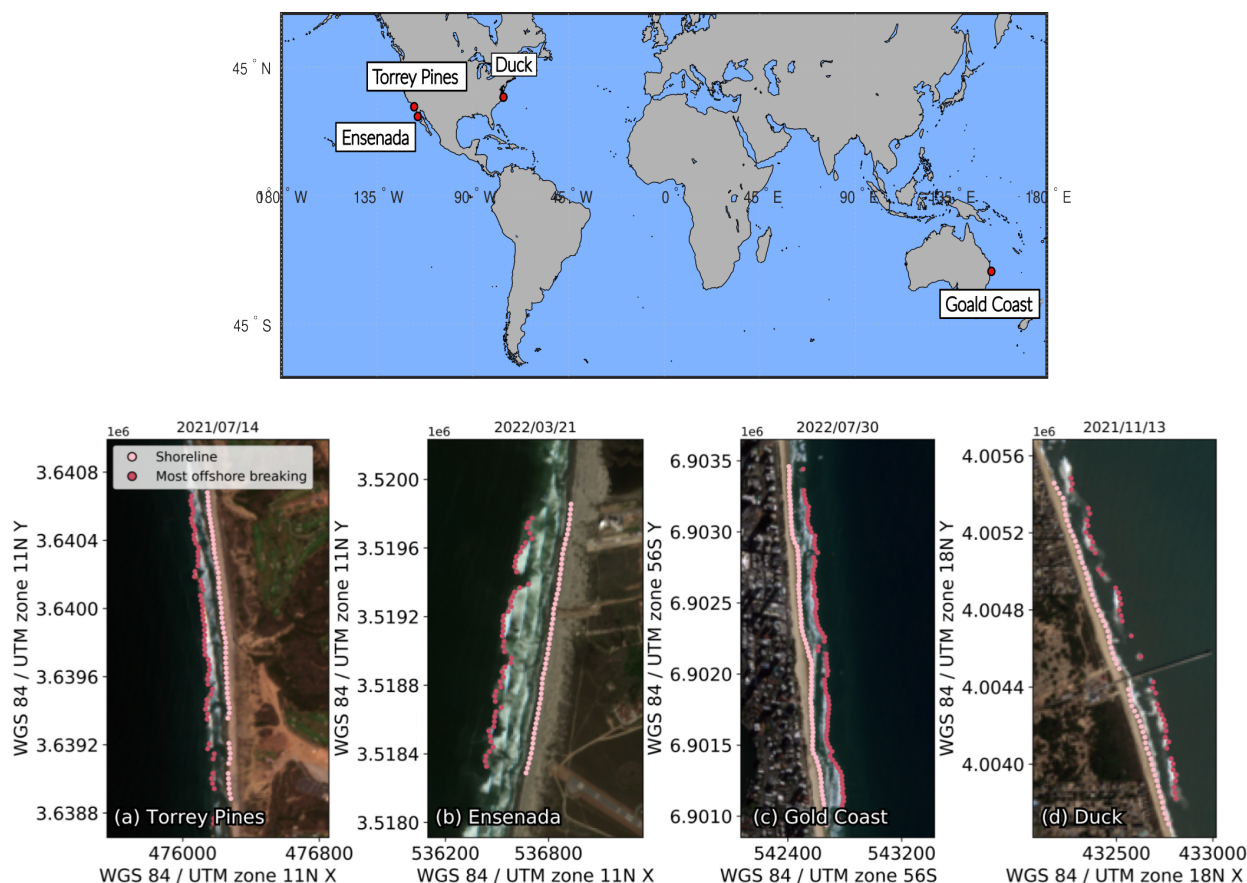 45 ° N
Duck
Torrey Pines
Ensenada
180 ° W
135 ° W
90 ° W
45 ° W
0 °
45 ° E
90 ° E
135 ° E
180 ° E
Goald Coast
45 ° S
1e6
2021/07/14
Shoreline
Most offshore breaking
WGS 84 / UTM zone 11N Y
3.6408
3.6404
3.6400
3.6396
3.6392
3.6388
(a) Torrey Pines
476000
476800
WGS 84 / UTM zone 11N X
1e6
2022/03/21
WGS 84 / UTM zone 11N Y
3.5200
3.5196
3.5192
3.5188
3.5184
3.5180
(b) Ensenada
536200
536800
WGS 84 / UTM zone 11N X
1e6
2022/07/30
WGS 84 / UTM zone 56S Y
6.9035
6.9030
6.9025
6.9020
6.9015
6.9010
(c) Gold Coast
542400
543200
WGS 84 / UTM zone 56S
1e6
2021/11/13
WGS 84 / UTM zone 18N Y
4.0056
4.0052
4.0048
4.0044
4.0040
(d) Duck
432500
433000
WGS 84 / UTM zone 18N X